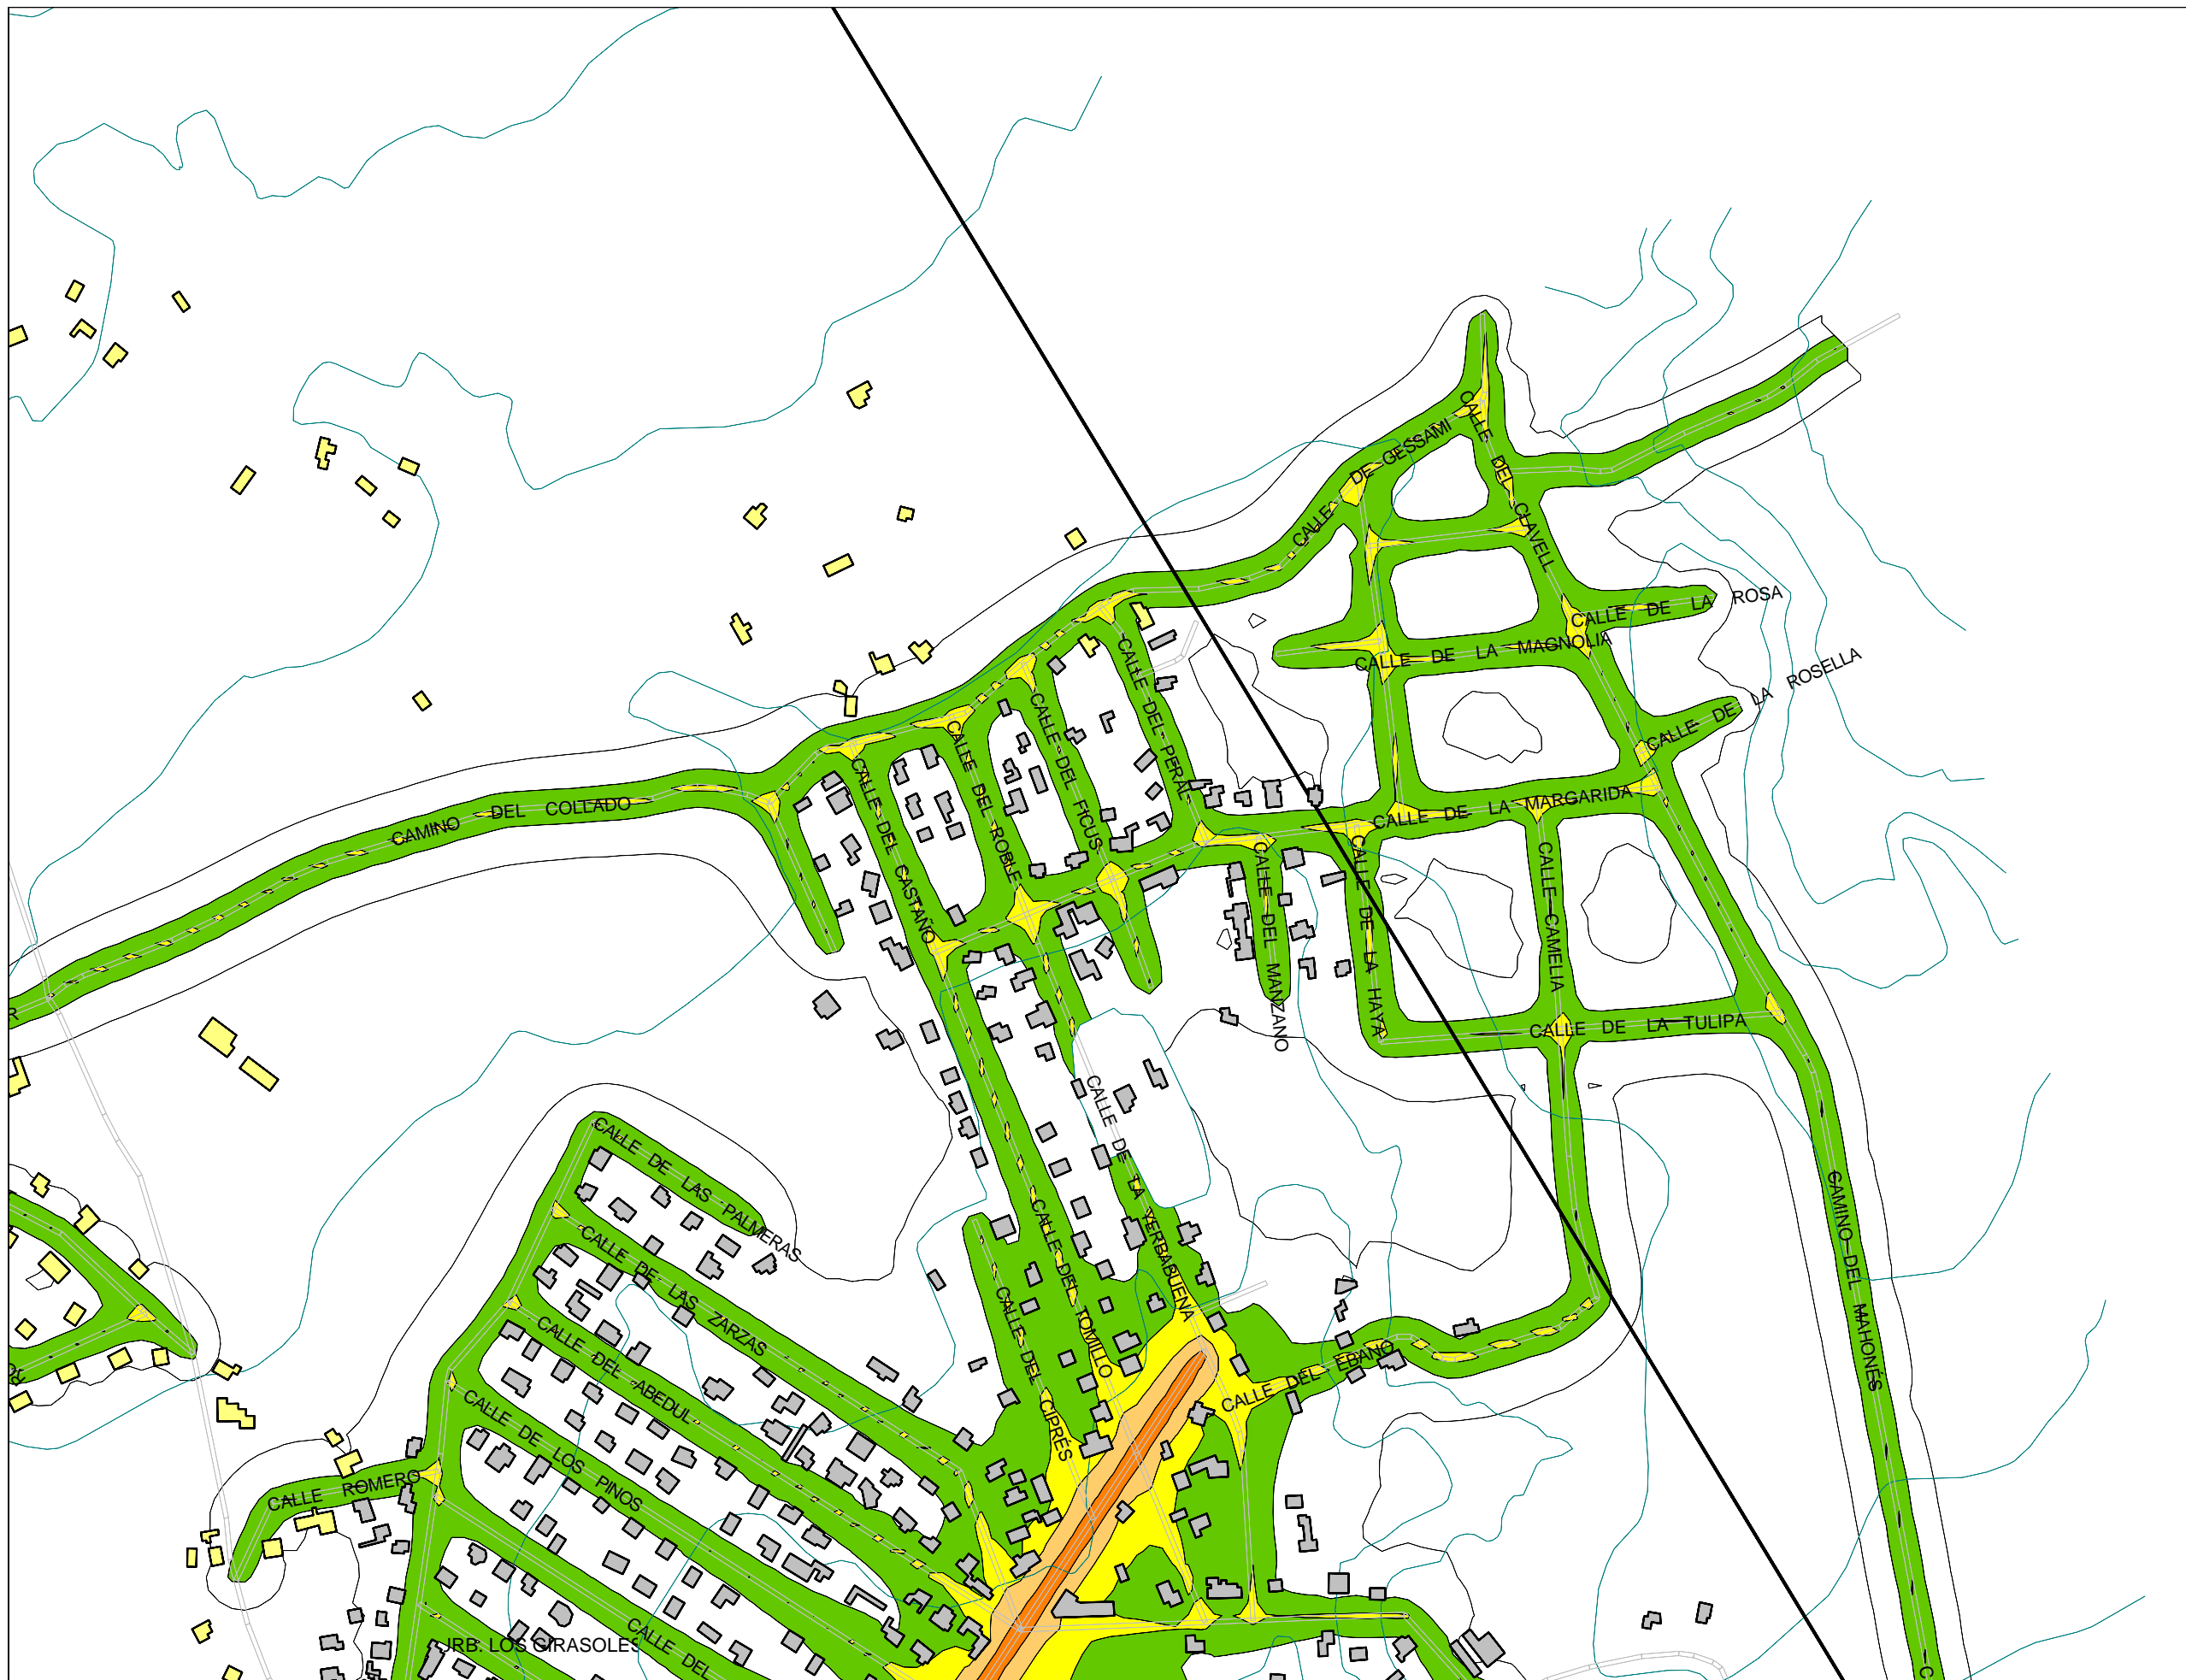 CALLE DE GESSAMI
CALLE DEL CLAVELL
CALLE DE LA ROSA
CALLE DE LA MAGNOLIA
CALLE DE LA ROSELLA
CALLE DEL PERAL
CALLE DEL FICUS
CALLE DEL ROBLE
CALLE DEL CASTAÑO
CAMINO DEL COLLADO
CALLE DE LA MARGARIDA
CALLE DEL MANZANO
CALLE DE LA HAYA
CALLE CAMELIA
CALLE DE LA TULIPA
R
CALLE DE LA YERBABUENA
CALLE DE LAS PALMERAS
CALLE DE LAS ZARZAS
CALLE DEL TOMILLO
CAMINO DEL MAHONÉS
CALLE DEL CIPRÉS
CALLE DEL ABEDUL
CALLE DEL EBANO
CALLE DE LOS PINOS
CALLE ROMERO
URB. LOS GIRASOLES
CALLE DEL
C